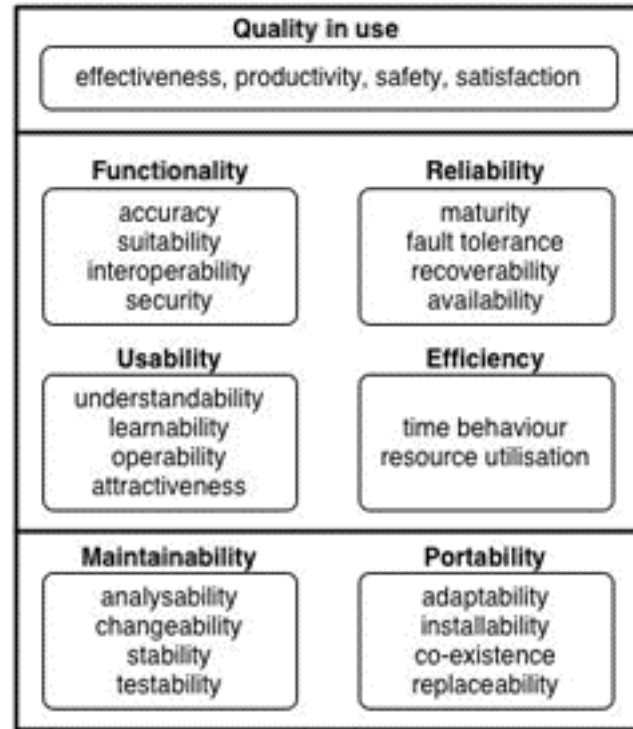 Quality in use
effectiveness, productivity, safety, satisfaction
Functionality
accuracy
suitability
interoperability
security
Reliability
maturity
fault tolerance
recoverability
availability
Usability
understandability
learnability
operability
attractiveness
Efficiency
time behaviour
resource utilisation
Maintainability
analysability
changeability
stability
testability
Portability
adaptability
installability
co-existence
replaceability